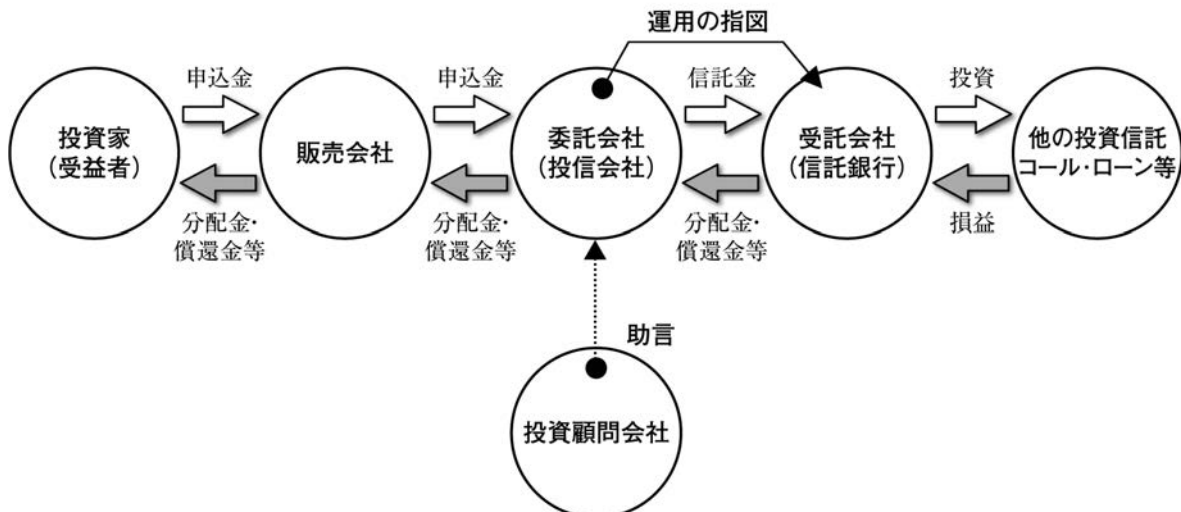 運用の指図
申込金
申込金
信託金
投資
投資家
(受益者)
販売会社
委託会社
(投信会社)
受託会社
(信託銀行)
他の投資信託
コール・ローン等
分配金・
償還金等
分配金・
償還金等
分配金・
償還金等
損益
助言
投資顧問会社